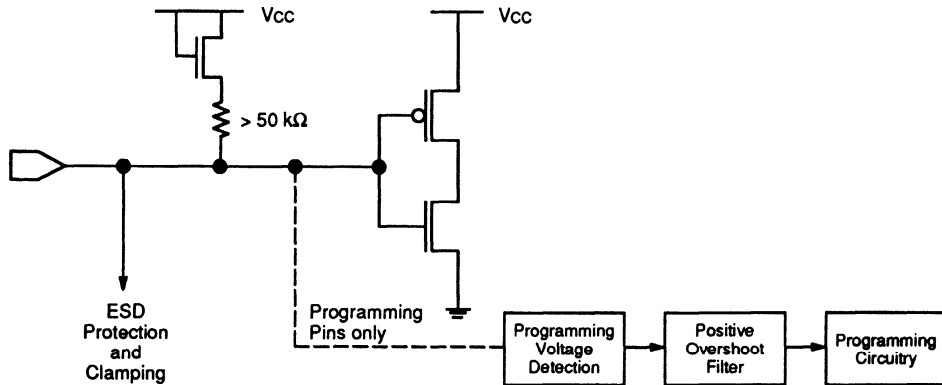 Vcc
Vcc
> 50 kΩ
ESD
Protection
and
Clamping
Programming
Pins only
Programming
Voltage
Detection
Positive
Overshoot
Filter
Programming
Circuitry